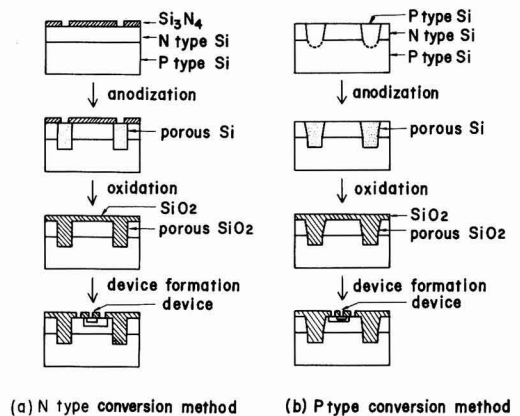 Si3N4
N type Si
P type Si
anodization
porous Si
oxidation
SiO2
porous SiO2
device formation
device
(a) N type conversion method
P type Si
N type Si
P type Si
anodization
porous Si
oxidation
SiO2
porous SiO2
device formation
device
(b) P type conversion method